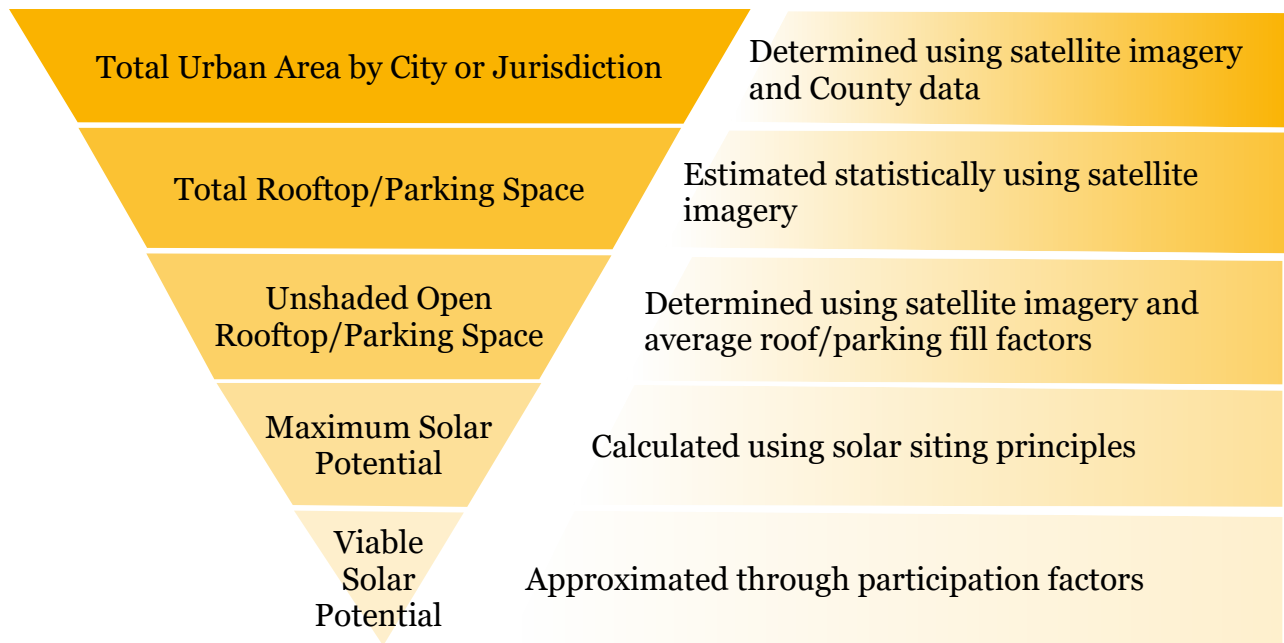 Total Urban Area by City or Jurisdiction
Determined using satellite imagery
and County data
Total Rooftop/Parking Space
Estimated statistically using satellite
imagery
Unshaded Open
Rooftop/Parking Space
Determined using satellite imagery and
average roof/parking fill factors
Maximum Solar
Potential
Calculated using solar siting principles
Viable
Solar
Potential
Approximated through participation factors